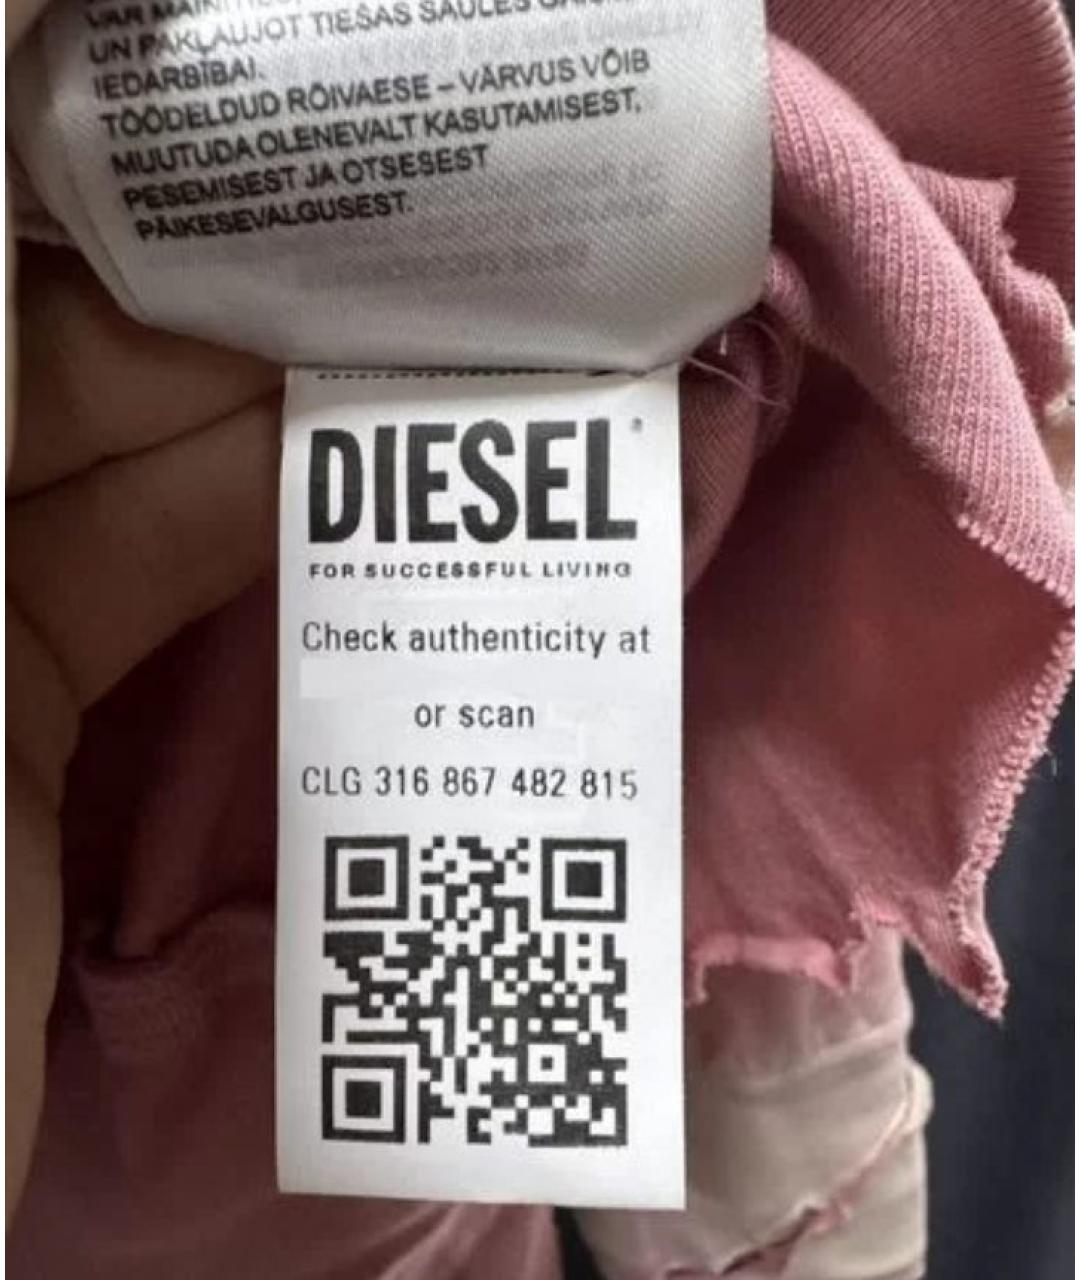 VAR
UN PAKĻAUJOT TIEŠAS SAULES
IEDARBĪBAI.
TÖÖDELDUD RÕIVAESE – VÄRVUS VÕIB
MUUTUDA OLENEVALT KASUTAMISEST,
PESEMISEST JA OTSESEST
PÄIKESEVALGUSEST.
DIESEL
FOR SUCCESSFUL LIVING
Check authenticity at
or scan
CLG 316 867 482 815